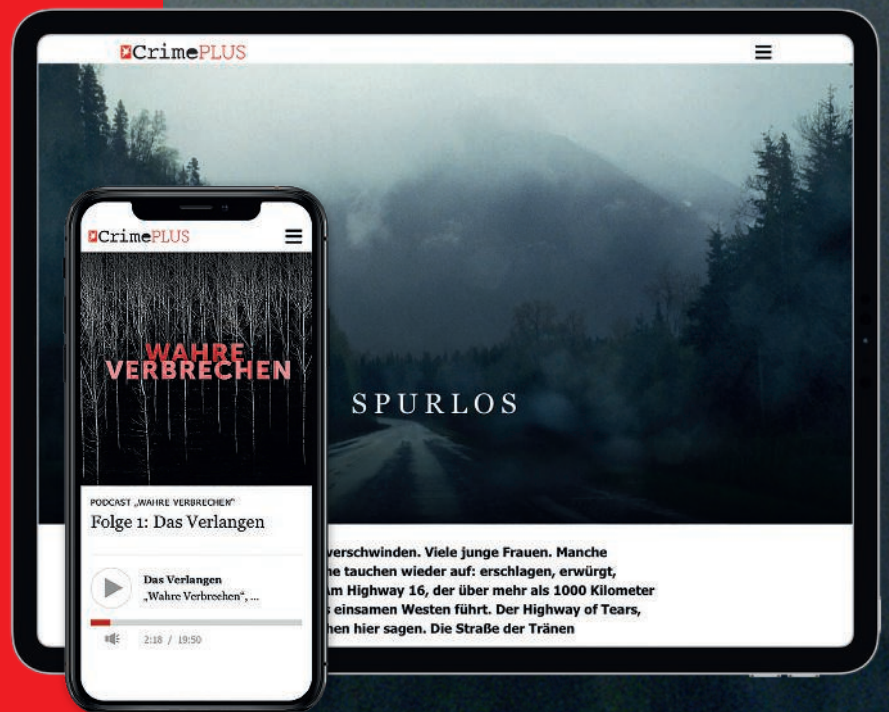 CrimePLUS
SPURLOS
verschwinden. Viele junge Frauen. Manche
ne tauchen wieder auf: erschlagen, erwürgt,
Am Highway 16, der über mehr als 1000 Kilometer
s einsamen Westen führt. Der Highway of Tears,
hen hier sagen. Die Straße der Tränen
CrimePLUS
WAHRE
VERBRECHEN
PODCAST „WAHRE VERBRECHEN“
Folge 1: Das Verlangen
Das Verlangen
„Wahre Verbrechen“, ...
2:18 / 19:50